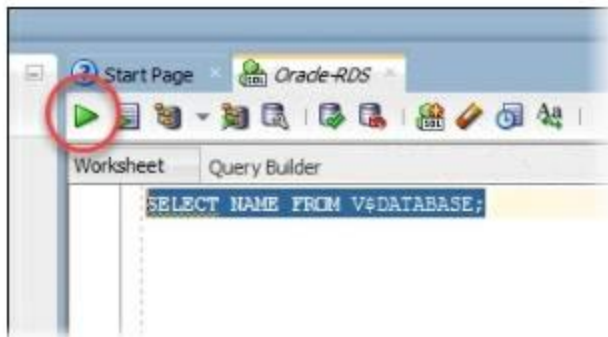 Start Page Oracle-RDS
Worksheet Query Builder
SELECT NAME FROM V$DATABASE;